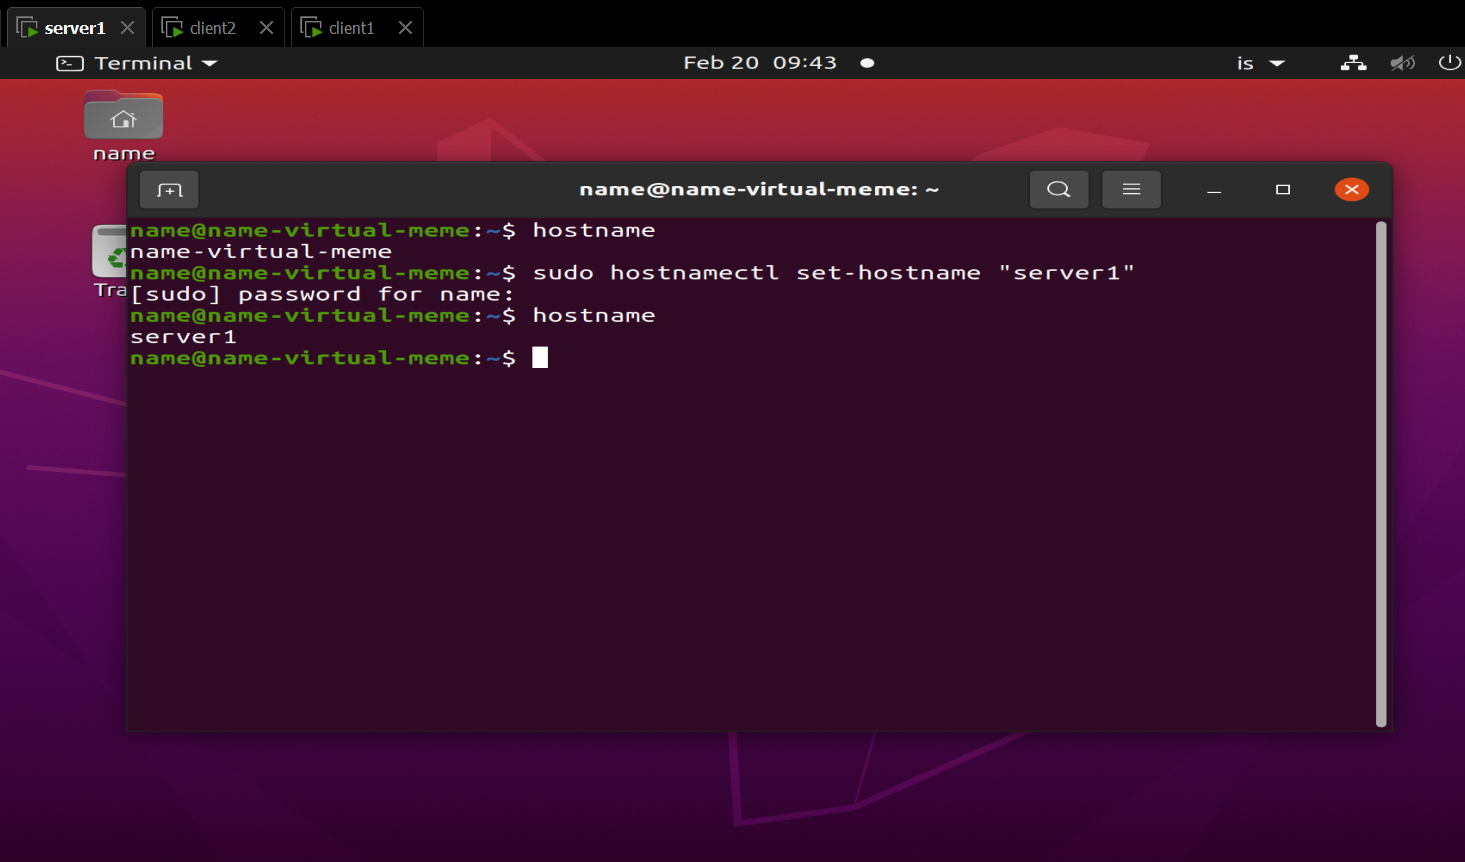 server1 client2 client1
Terminal Feb 20 09:43 is
name
name@name-virtual-meme: ~
name@name-virtual-meme:~$ hostname
name-virtual-meme
name@name-virtual-meme:~$ sudo hostnamectl set-hostname "server1"
[sudo] password for name:
name@name-virtual-meme:~$ hostname
server1
name@name-virtual-meme:~$
Tra